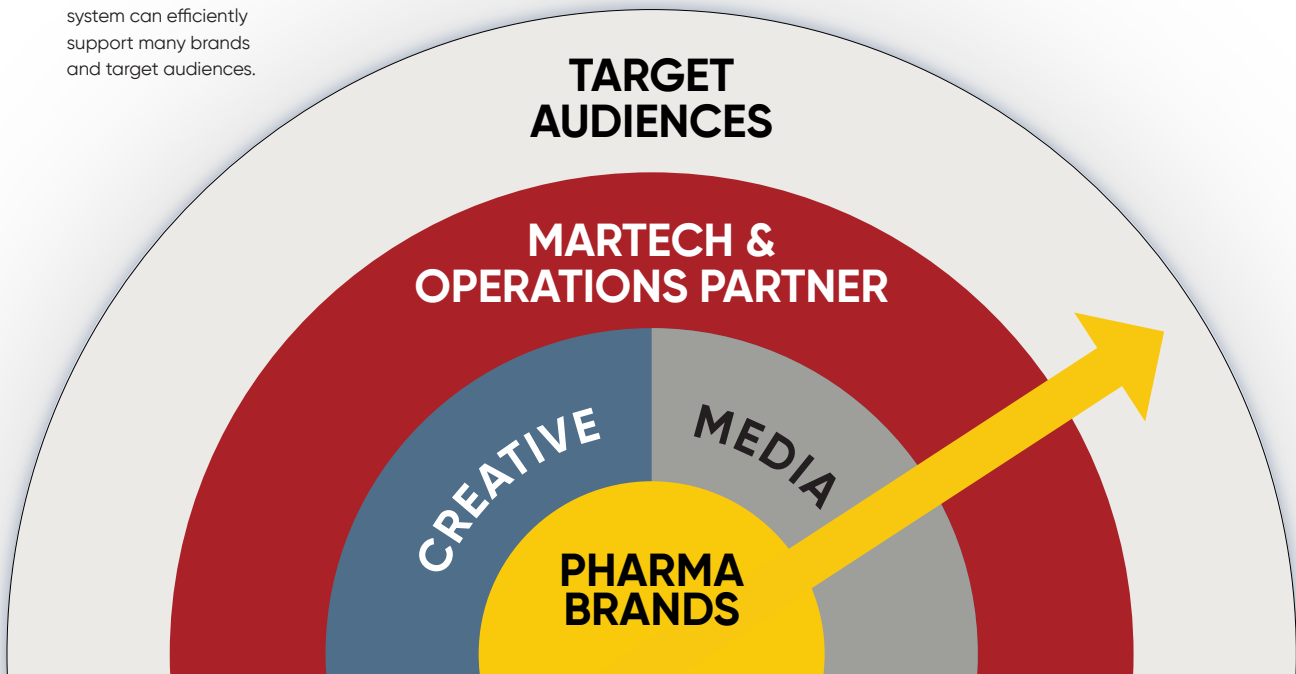 system can efficiently
support many brands
and target audiences.
TARGET
AUDIENCES
MARTECH &
OPERATIONS PARTNER
CREATIVE
MEDIA
PHARMA
BRANDS